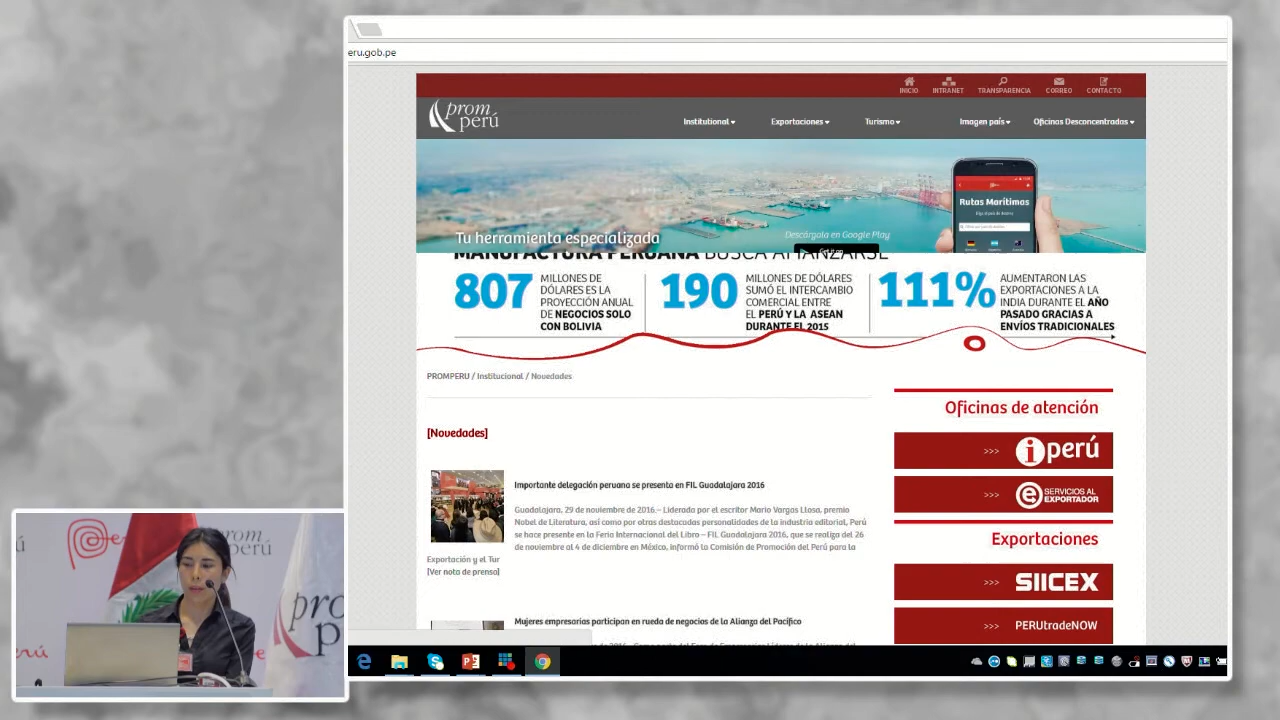 eru.gob.pe
INICIO
INTRANET
TRANSPARENCIA
CORREO
CONTACTO
prom
perú
Institutional
Exportaciones
Turismo
Imagen país
Oficinas Desconcentradas
Rutas Marítimas
Tu herramienta especializada
Descárgala en Google Play
Get it on
MANUFACTURA PERUANA BUSCA AFIANZARSE
807
MILLONES DE
DÓLARES ES LA
PROYECCIÓN ANUAL
DE NEGOCIOS SOLO
CON BOLIVIA
190
MILLONES DE DÓLARES
SUMÓ EL INTERCAMBIO
COMERCIAL ENTRE
EL PERÚ Y LA ASEAN
DURANTE EL 2015
111%
AUMENTARON LAS
EXPORTACIONES A LA
INDIA DURANTE EL AÑO
PASADO GRACIAS A
ENVÍOS TRADICIONALES
PROMPERU / Institucional / Novedades
[Novedades]
Importante delegación peruana se presenta en FIL Guadalajara 2016
Guadalajara, 29 de noviembre de 2016.– Liderada por el escritor Mario Vargas Llosa, premio
Nobel de Literatura, así como por otras destacadas personalidades de la industria editorial, Perú
se hace presente en la Feria Internacional del Libro – FIL Guadalajara 2016, que se realiza del 26
de noviembre al 4 de diciembre en México, informó la Comisión de Promoción del Perú para la
Exportación y el Tur
[Ver nota de prensa]
Mujeres empresarias participan en rueda de negocios de la Alianza del Pacífico
Oficinas de atención
>>> iperú
>>> e SERVICIOS AL
EXPORTADOR
Exportaciones
>>> SIICEX
>>> PERUtradeNOW
prom
perú
erú
pro
p